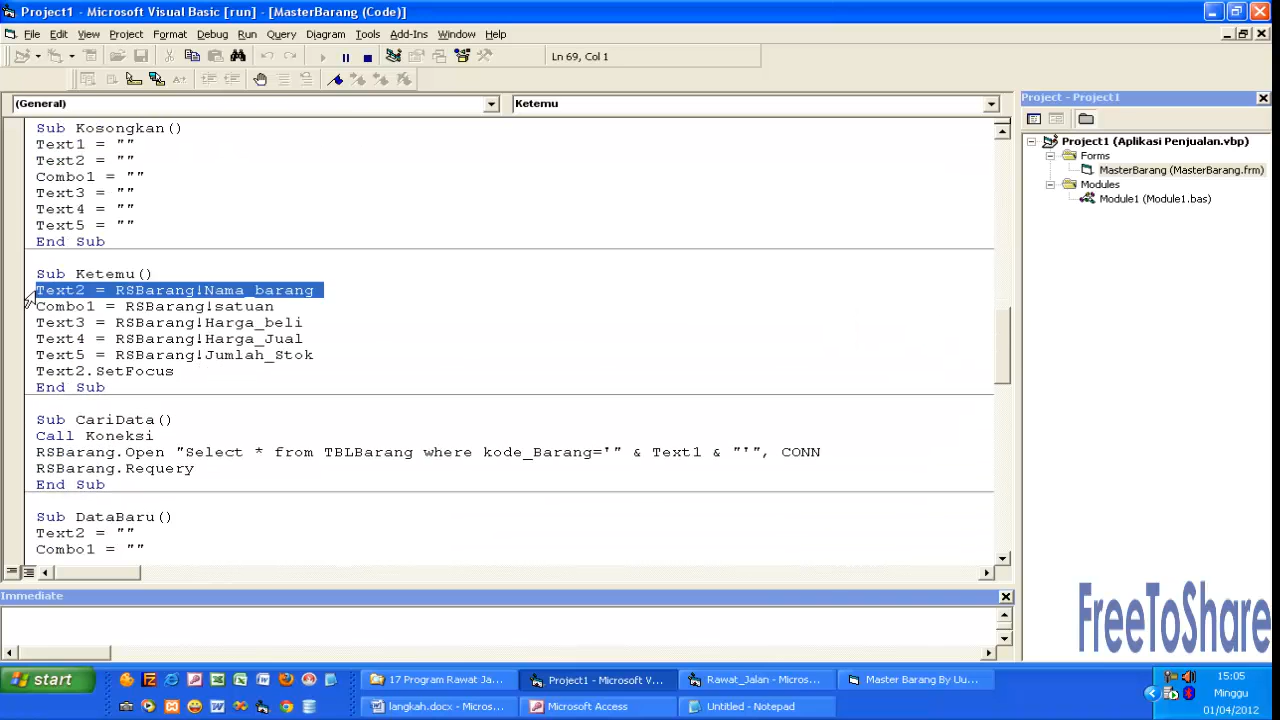 Project1 - Microsoft Visual Basic [run] - [MasterBarang (Code)]
File Edit View Project Format Debug Run Query Diagram Tools Add-Ins Window Help
Ln 69, Col 1
(General)
Ketemu
Project - Project1
Sub Kosongkan()
Text1 = ""
Text2 = ""
Combo1 = ""
Text3 = ""
Text4 = ""
Text5 = ""
End Sub
Sub Ketemu()
Text2 = RSBarang!Nama_barang
Combo1 = RSBarang!satuan
Text3 = RSBarang!Harga_beli
Text4 = RSBarang!Harga_Jual
Text5 = RSBarang!Jumlah_Stok
Text2.SetFocus
End Sub
Sub CariData()
Call Koneksi
RSBarang.Open "Select * from TBLBarang where kode_Barang='" & Text1 & "'", CONN
RSBarang.Requery
End Sub
Sub DataBaru()
Text2 = ""
Combo1 = ""
Project1 (Aplikasi Penjualan.vbp)
Forms
MasterBarang (MasterBarang.frm)
Modules
Module1 (Module1.bas)
Immediate
FreeToShare
start
17 Program Rawat Ja...
Project1 - Microsoft V...
Rawat_Jalan - Micros...
Master Barang By Uu...
langkah.docx - Micros...
Microsoft Access
Untitled - Notepad
15:05
Minggu
01/04/2012